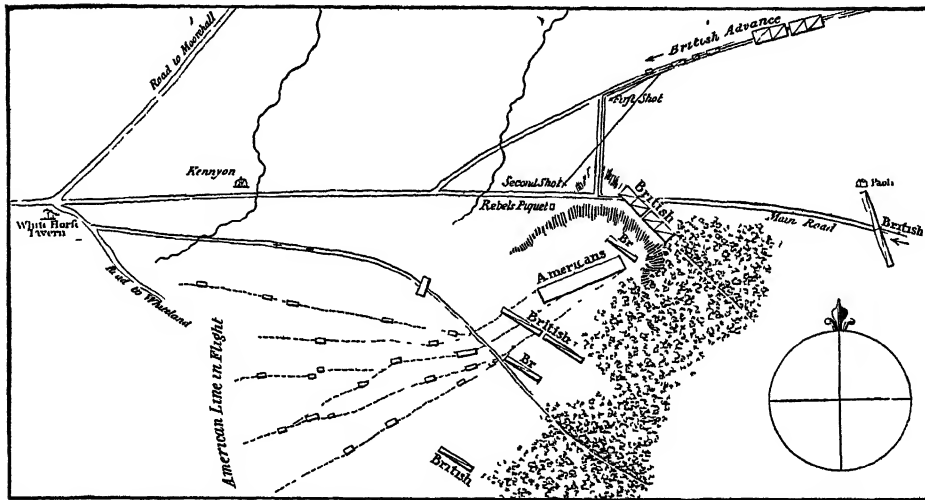 Road to Moorehall
British Advance
First Shot
Kennyon
Second Shot
Rebels Piquet
British
Paoli
White Horse
Tavern
Main Road
British
Road to Whiteland
Br
Americans
British
Br
American Line in Flight
British